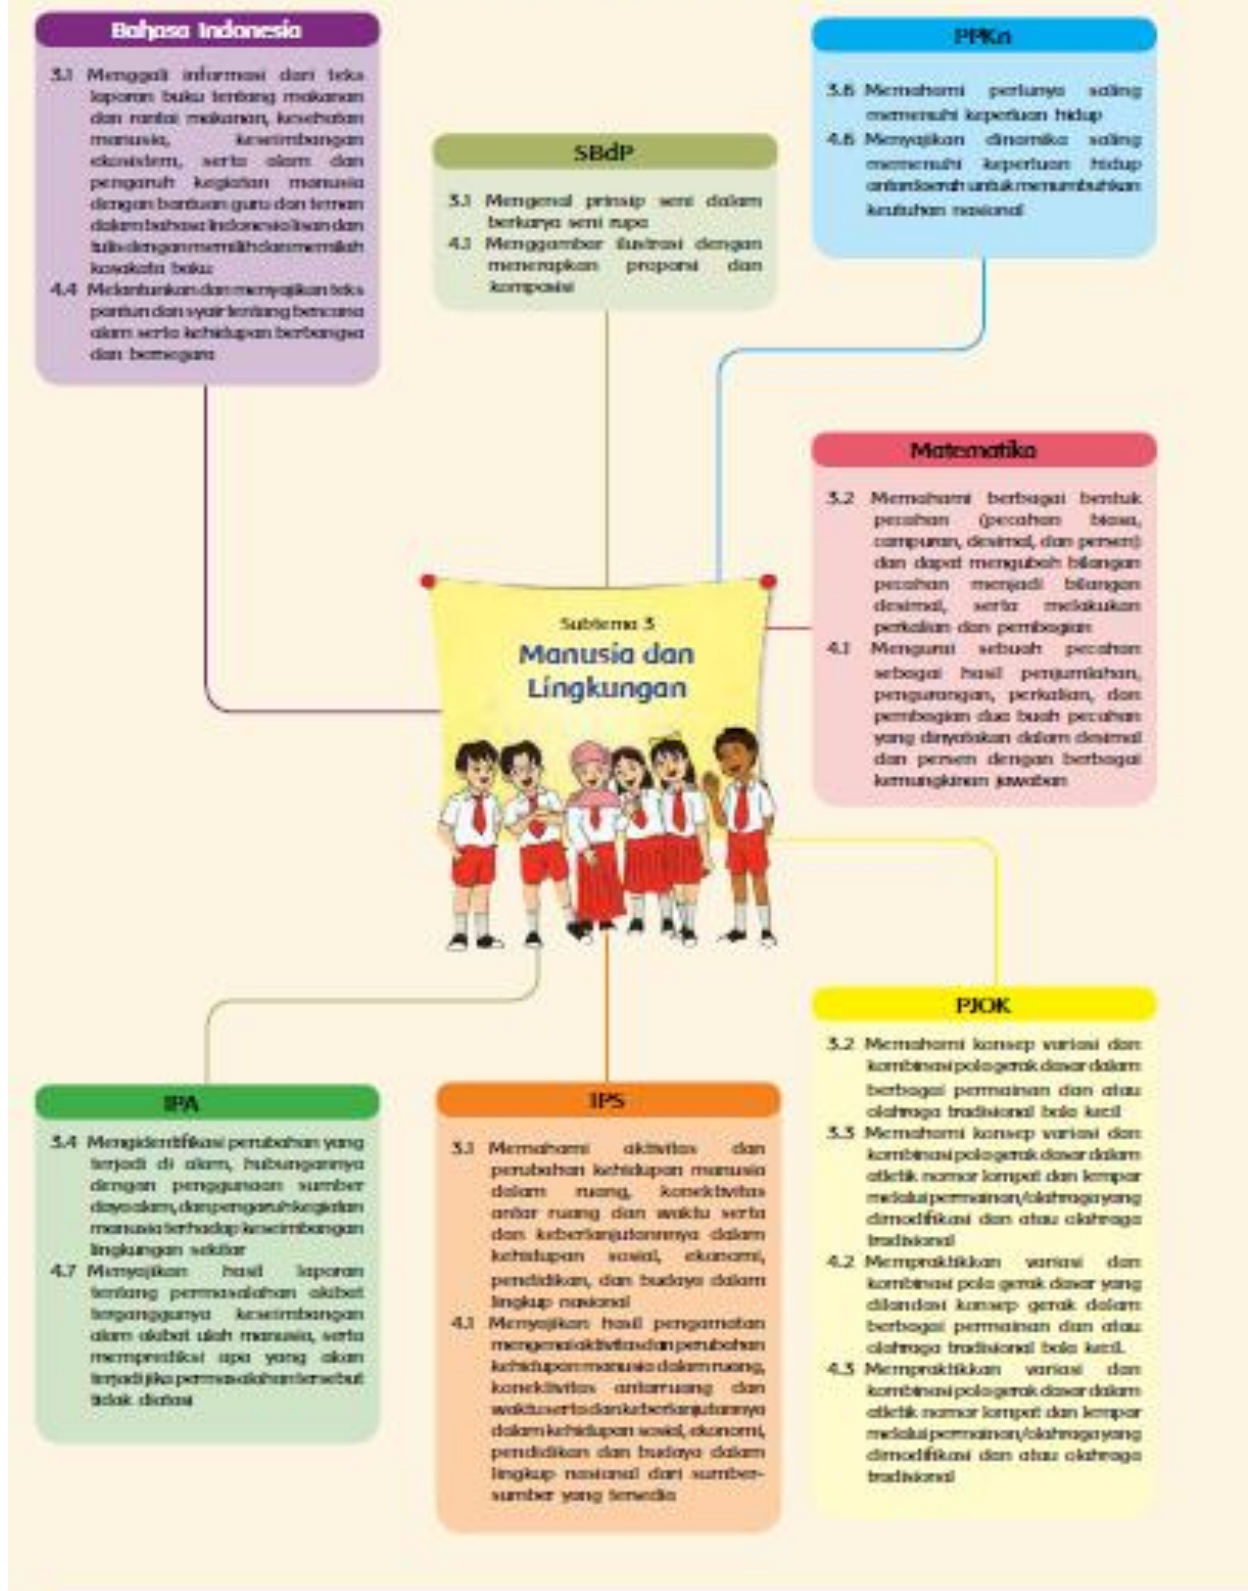 Bahasa Indonesia
3.1 Menggali informasi dari teks
laporan buku tentang makanan
dan rantai makanan, kesehatan
manusia, keseimbangan
ekosistem, serta alam dan
pengaruh kegiatan manusia
dengan bantuan guru dan teman
dalam bahasa Indonesia lisan dan
tulis dengan memilih dan memilah
kosakata baku
4.4 Melantunkan dan menyajikan teks
pantun dan syair tentang bencana
alam serta kehidupan berbangsa
dan bernegara
SBdP
3.1 Mengenal prinsip seni dalam
berkarya seni rupa
4.1 Menggambar ilustrasi dengan
menerapkan proporsi dan
komposisi
PPKn
3.6 Memahami perlunya saling
memenuhi keperluan hidup
4.6 Menyajikan dinamika saling
memenuhi keperluan hidup
antardaerah untuk menumbuhkan
keutuhan nasional
Matematika
3.2 Memahami berbagai bentuk
pecahan (pecahan biasa,
campuran, desimal, dan persen)
dan dapat mengubah bilangan
pecahan menjadi bilangan
desimal, serta melakukan
perkalian dan pembagian
4.1 Mengurai sebuah pecahan
sebagai hasil penjumlahan,
pengurangan, perkalian, dan
pembagian dua buah pecahan
yang dinyatakan dalam desimal
dan persen dengan berbagai
kemungkinan jawaban
Subtema 3
Manusia dan
Lingkungan
PJOK
3.2 Memahami konsep variasi dan
kombinasi pola gerak dasar dalam
berbagai permainan dan atau
olahraga tradisional bola kecil
3.3 Memahami konsep variasi dan
kombinasi pola gerak dasar dalam
atletik nomor lompat dan lempar
melalui permainan/olahraga yang
dimodifikasi dan atau olahraga
tradisional
4.2 Mempraktikkan variasi dan
kombinasi pola gerak dasar yang
dilandasi konsep gerak dalam
berbagai permainan dan atau
olahraga tradisional bola kecil.
4.3 Mempraktikkan variasi dan
kombinasi pola gerak dasar dalam
atletik nomor lompat dan lempar
melalui permainan/olahraga yang
dimodifikasi dan atau olahraga
tradisional
IPA
3.4 Mengidentifikasi perubahan yang
terjadi di alam, hubungannya
dengan penggunaan sumber
daya alam, dan pengaruh kegiatan
manusia terhadap keseimbangan
lingkungan sekitar
4.7 Menyajikan hasil laporan
tentang permasalahan akibat
terganggunya keseimbangan
alam akibat ulah manusia, serta
memprediksi apa yang akan
terjadi jika permasalahan tersebut
tidak diatasi
IPS
3.1 Memahami aktivitas dan
perubahan kehidupan manusia
dalam ruang, konektivitas
antar ruang dan waktu serta
dan keberlanjutannnya dalam
kehidupan sosial, ekonomi,
pendidikan, dan budaya dalam
lingkup nasional
4.1 Menyajikan hasil pengamatan
mengenai aktivitas dan perubahan
kehidupan manusia dalam ruang,
konektivitas antarruang dan
waktu serta dan keberlanjutannya
dalam kehidupan sosial, ekonomi,
pendidikan dan budaya dalam
lingkup nasional dari sumber-
sumber yang tersedia